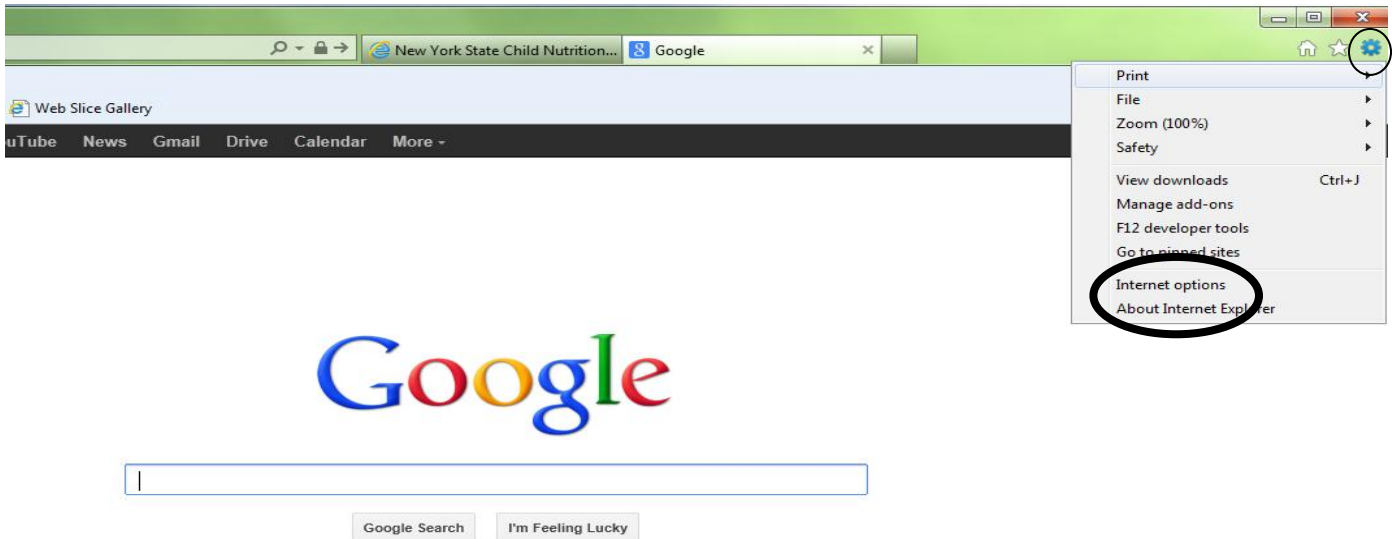 New York State Child Nutrition... Google
Print
File
Zoom (100%)
Safety
View downloads Ctrl+J
Manage add-ons
F12 developer tools
Go to pinned sites
Internet options
About Internet Explorer
Web Slice Gallery
uTube News Gmail Drive Calendar More
Google
Google Search I'm Feeling Lucky